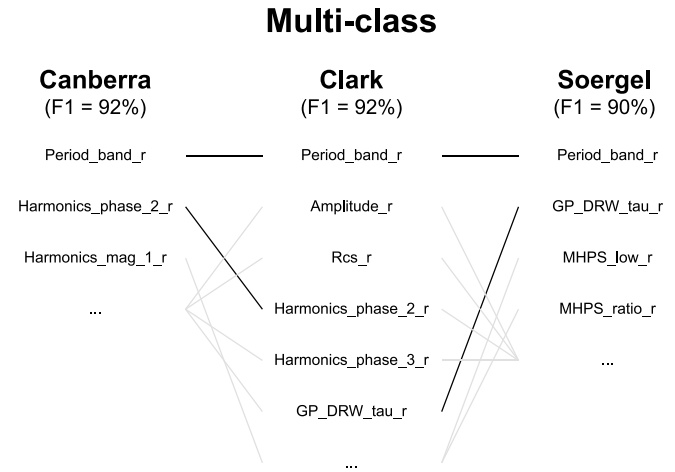 Multi-class
Canberra Clark Soergel
(F1 = 92%) (F1 = 92%) (F1 = 90%)
Period_band_r Period_band_r Period_band_r
Harmonics_phase_2_r Amplitude_r GP_DRW_tau_r
Harmonics_mag_1_r Rcs_r MHPS_low_r
... Harmonics_phase_2_r MHPS_ratio_r
Harmonics_phase_3_r ...
GP_DRW_tau_r
...